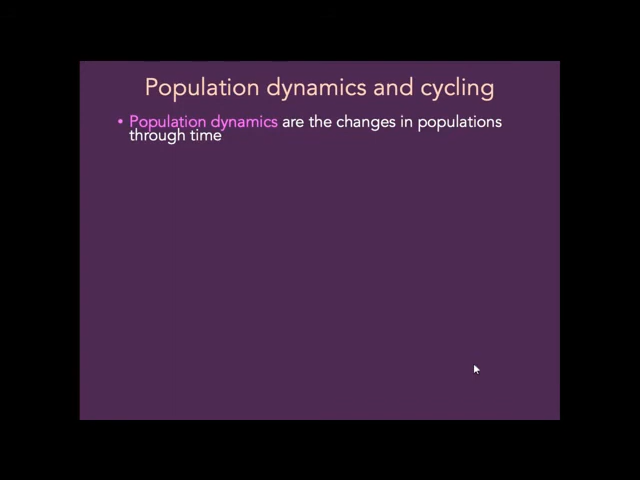 Population dynamics and cycling
• Population dynamics are the changes in populations
through time